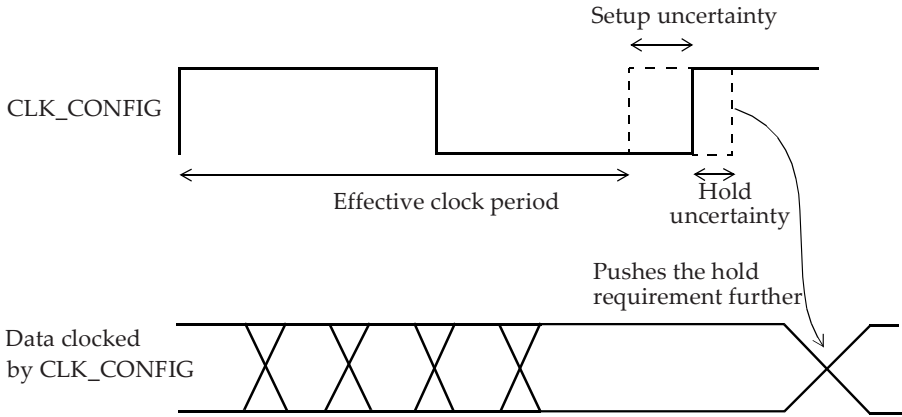 Setup uncertainty
CLK_CONFIG
Effective clock period
Hold
uncertainty
Pushes the hold
requirement further
Data clocked
by CLK_CONFIG